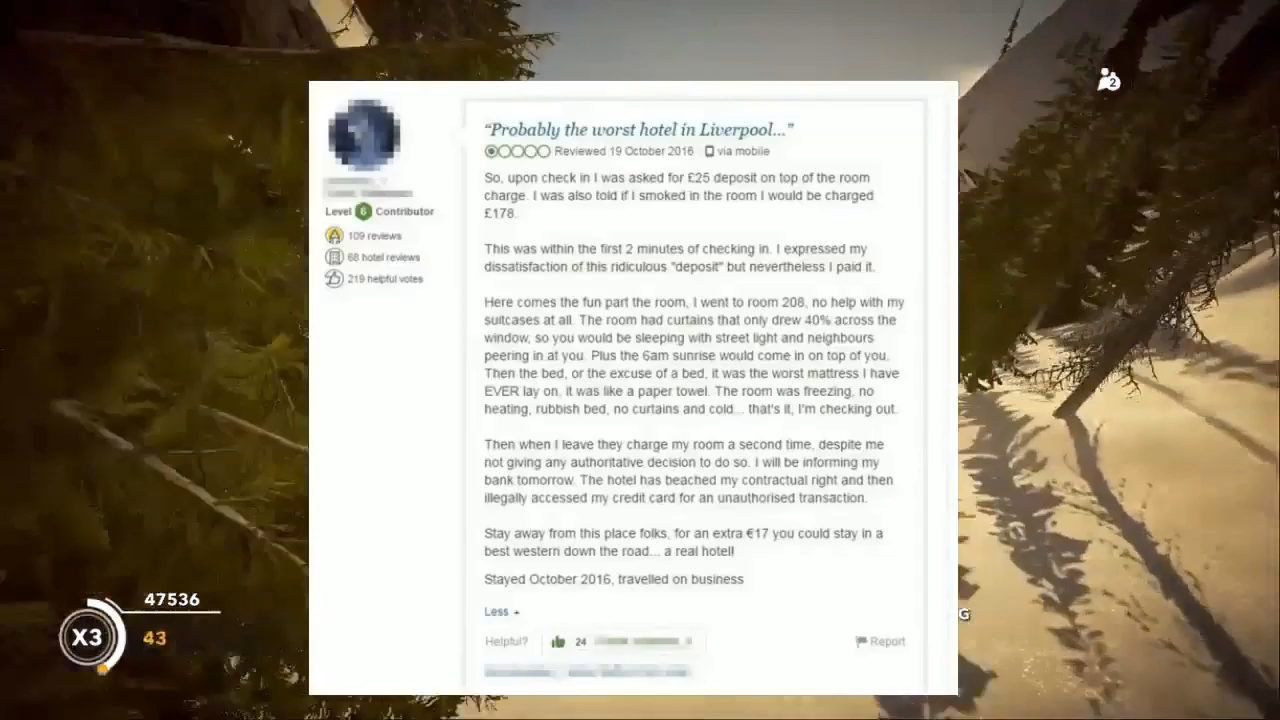 2
"Probably the worst hotel in Liverpool..."
Reviewed 19 October 2016 via mobile
So, upon check in I was asked for £25 deposit on top of the room
charge. I was also told if I smoked in the room I would be charged
£178.
This was within the first 2 minutes of checking in. I expressed my
dissatisfaction of this ridiculous "deposit" but nevertheless I paid it.
Here comes the fun part the room, I went to room 208, no help with my
suitcases at all. The room had curtains that only drew 40% across the
window, so you would be sleeping with street light and neighbours
peering in at you. Plus the 6am sunrise would come in on top of you.
Then the bed, or the excuse of a bed, it was the worst mattress I have
EVER lay on, it was like a paper towel. The room was freezing, no
heating, rubbish bed, no curtains and cold... that's it, I'm checking out.
Then when I leave they charge my room a second time, despite me
not giving any authoritative decision to do so. I will be informing my
bank tomorrow. The hotel has beached my contractual right and then
illegally accessed my credit card for an unauthorised transaction.
Stay away from this place folks, for an extra €17 you could stay in a
best western down the road... a real hotel!
Stayed October 2016, travelled on business
Less
Helpful? 24
Report
Level 6 Contributor
109 reviews
68 hotel reviews
219 helpful votes
47536
X3 43
G